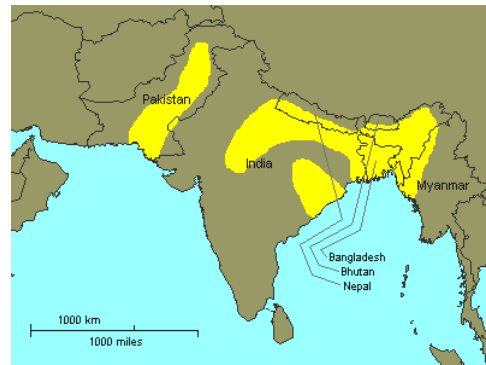 Pakistan
India
Myanmar
Bangladesh
Bhutan
Nepal
1000 km
1000 miles